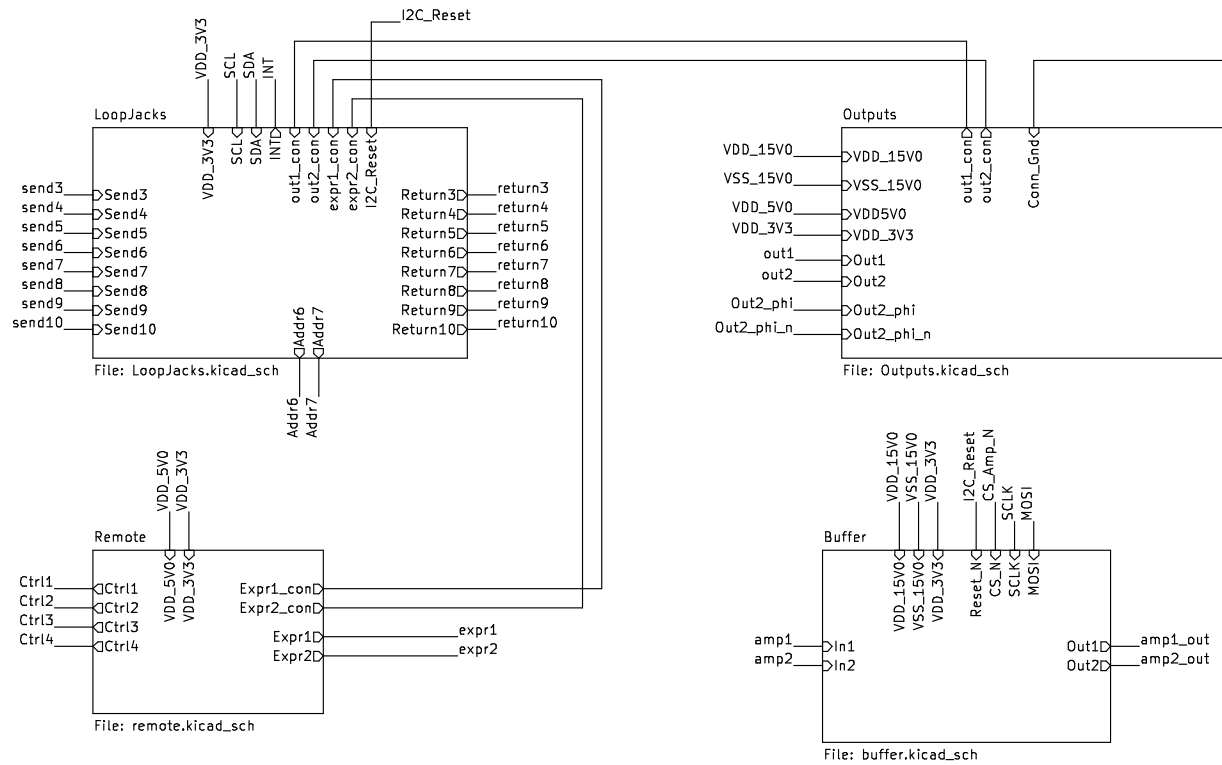 I2C_Reset
VDD_3V3
SCL
SDA
INT
LoopJacks
VDD_3V3
SCL
SDA
INT
out1_con
out2_con
expr1_con
expr2_con
I2C_Reset
send3
send4
send5
send6
send7
send8
send9
send10
Send3
Send4
Send5
Send6
Send7
Send8
Send9
Send10
Return3
Return4
Return5
Return6
Return7
Return8
Return9
Return10
return3
return4
return5
return6
return7
return8
return9
return10
Addr6
Addr7
File: LoopJacks.kicad_sch
Addr6
Addr7
Outputs
out1_con
out2_con
Conn_Gnd
VDD_15V0
VSS_15V0
VDD_5V0
VDD_3V3
out1
out2
Out2_phi
Out2_phi_n
VDD_15V0
VSS_15V0
VDD5V0
VDD_3V3
Out1
Out2
Out2_phi
Out2_phi_n
File: Outputs.kicad_sch
VDD_5V0
VDD_3V3
Remote
VDD_5V0
VDD_3V3
Ctrl1
Ctrl2
Ctrl3
Ctrl4
Ctrl1
Ctrl2
Ctrl3
Ctrl4
Expr1_con
Expr2_con
Expr1
Expr2
expr1
expr2
File: remote.kicad_sch
VDD_15V0
VSS_15V0
VDD_3V3
I2C_Reset
CS_Amp_N
SCLK
MOSI
Buffer
VDD_15V0
VSS_15V0
VDD_3V3
Reset_N
CS_N
SCLK
MOSI
amp1
amp2
In1
In2
Out1
Out2
amp1_out
amp2_out
File: buffer.kicad_sch